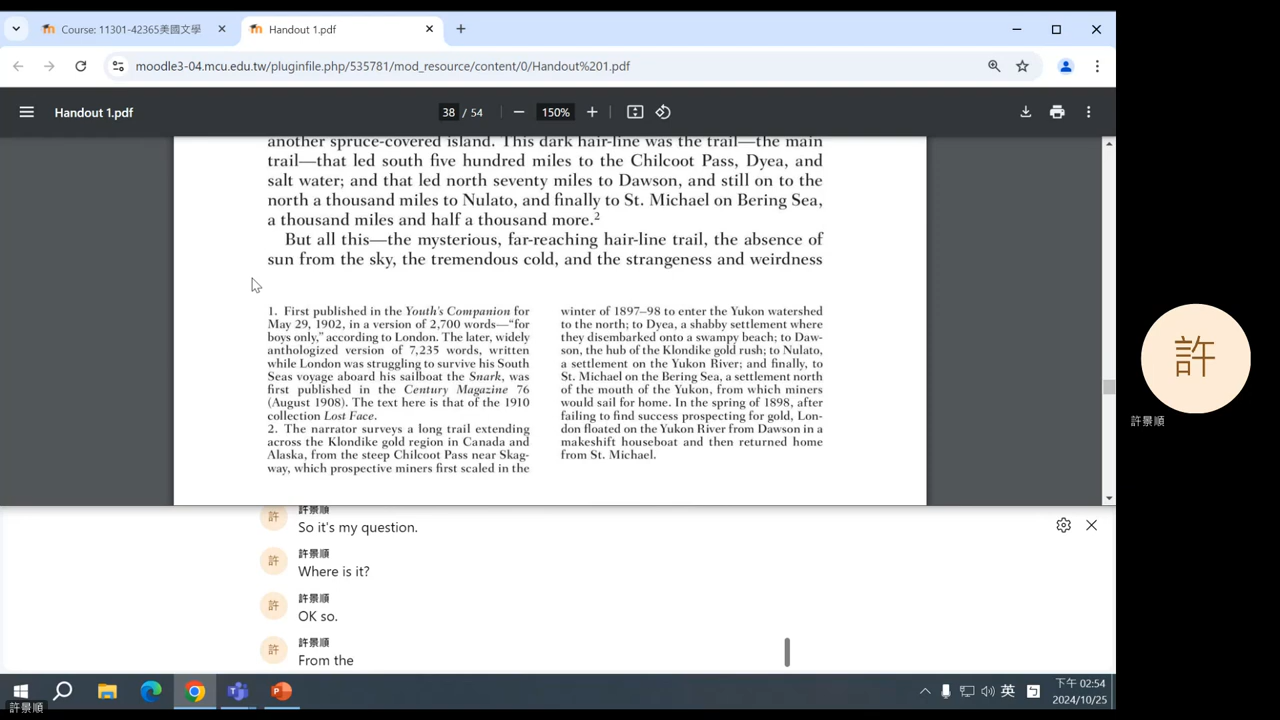 Course: 11301-42365美國文學
Handout 1.pdf
moodle3-04.mcu.edu.tw/pluginfile.php/535781/mod_resource/content/0/Handout%201.pdf
Handout 1.pdf
38 / 54
150%
another spruce-covered island. This dark hair-line was the trail—the main
trail—that led south five hundred miles to the Chilcoot Pass, Dyea, and
salt water; and that led north seventy miles to Dawson, and still on to the
north a thousand miles to Nulato, and finally to St. Michael on Bering Sea,
a thousand miles and half a thousand more.2
But all this—the mysterious, far-reaching hair-line trail, the absence of
sun from the sky, the tremendous cold, and the strangeness and weirdness
1. First published in the Youth's Companion for
May 29, 1902, in a version of 2,700 words—"for
boys only," according to London. The later, widely
anthologized version of 7,235 words, written
while London was struggling to survive his South
Seas voyage aboard his sailboat the Snark, was
first published in the Century Magazine 76
(August 1908). The text here is that of the 1910
collection Lost Face.
2. The narrator surveys a long trail extending
across the Klondike gold region in Canada and
Alaska, from the steep Chilcoot Pass near Skag-
way, which prospective miners first scaled in the
winter of 1897–98 to enter the Yukon watershed
to the north; to Dyea, a shabby settlement where
they disembarked onto a swampy beach; to Daw-
son, the hub of the Klondike gold rush; to Nulato,
a settlement on the Yukon River; and finally, to
St. Michael on the Bering Sea, a settlement north
of the mouth of the Yukon, from which miners
would sail for home. In the spring of 1898, after
failing to find success prospecting for gold, Lon-
don floated on the Yukon River from Dawson in a
makeshift houseboat and then returned home
from St. Michael.
許
許景順
許
許景順
So it's my question.
許
許景順
Where is it?
許
許景順
OK so.
許
許景順
From the
英
下午 02:54
2024/10/25
許景順